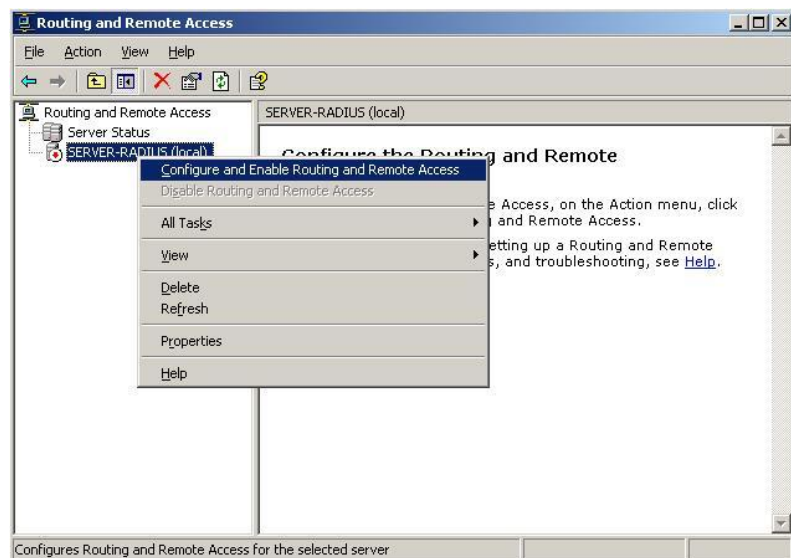 Routing and Remote Access
File Action View Help
Routing and Remote Access
Server Status
SERVER-RADIUS (local)
SERVER-RADIUS (local)
Configure the Routing and Remote
e Access, on the Action menu, click
and Remote Access.
etting up a Routing and Remote
s, and troubleshooting, see Help.
Configure and Enable Routing and Remote Access
Disable Routing and Remote Access
All Tasks
View
Delete
Refresh
Properties
Help
Configures Routing and Remote Access for the selected server